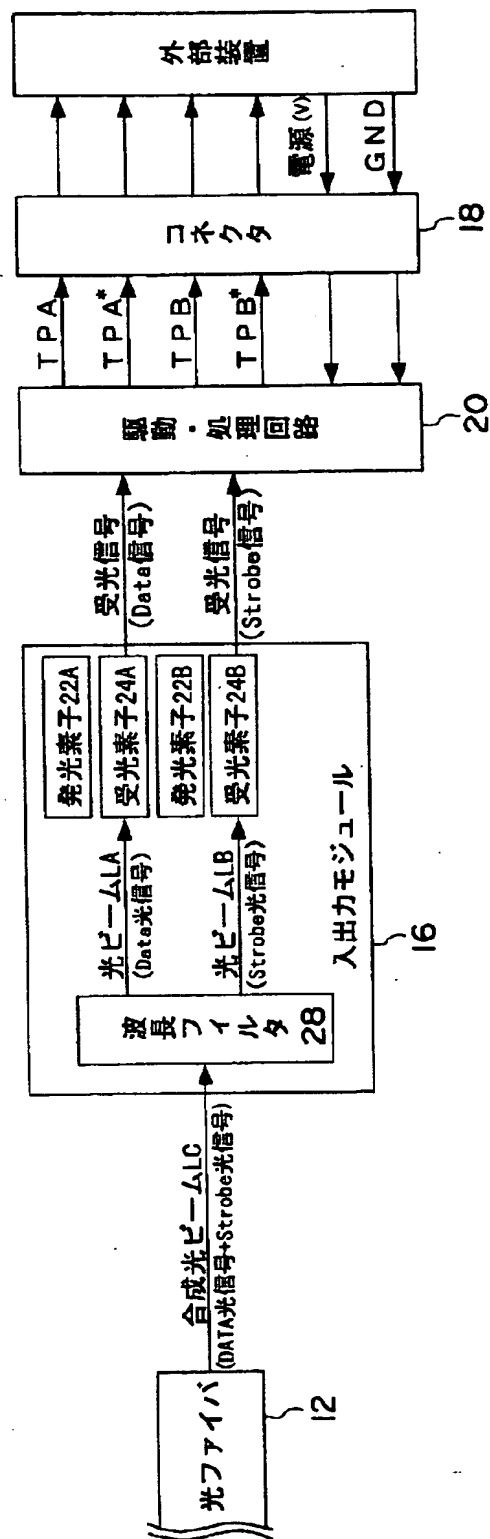 光ファイバ
12
合成光ビームLC
(DATA光信号+Strobe光信号)
波長フィルタ
28
光ビームLA
(Data光信号)
光ビームLB
(Strobe光信号)
発光素子22A
受光素子24A
発光素子22B
受光素子24B
入出力モジュール
16
受光信号
(Data信号)
受光信号
(Strobe信号)
駆動・処理回路
20
TPA
TPA*
TPB
TPB*
コネクタ
18
電源(V)
GND
外部装置